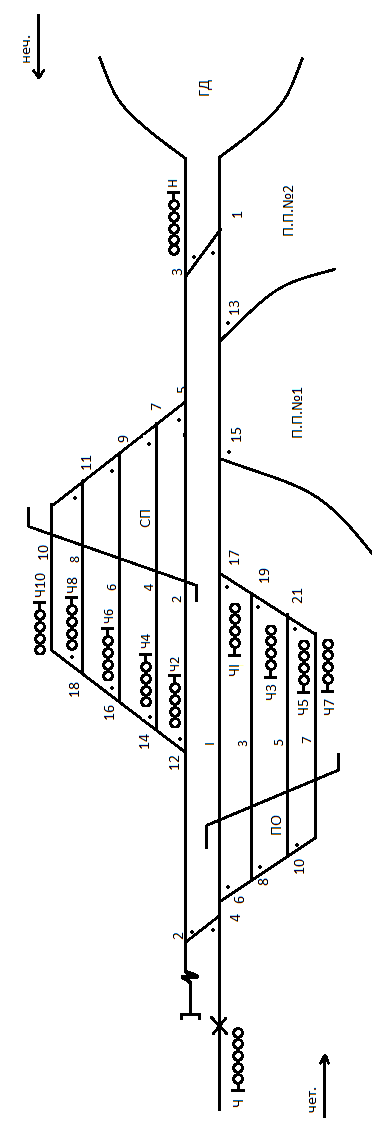 неч.
Ч10 10
18 Ч8 8 11
16 Ч6 6 9
14 Ч4 4 СП 7
2 12 Ч2 2 5 3 Н
I ГД
Ч 4 6 ЧI 17 15 13 1
8 3 Ч3 19
ПО 5 Ч5 21 П.П.№1 П.П.№2
чет. 10 7 Ч7